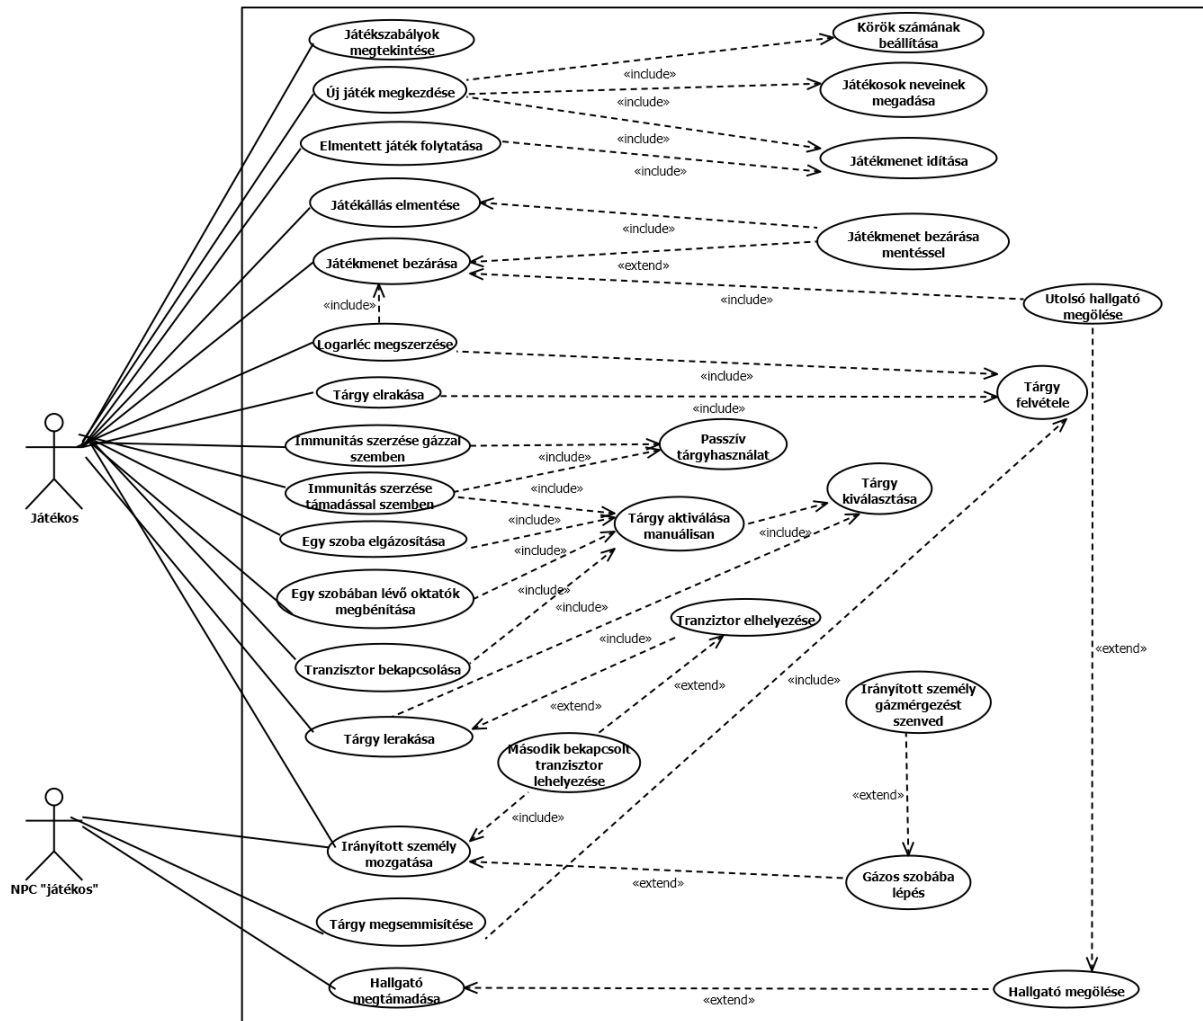 Játékszabályok
megtekintése
Körök számának
beállítása
«include»
Új játék megkezdése
Játékosok neveinek
megadása
«include»
Elmentett játék folytatása
«include»
«include»
Játékmenet idítása
Játékállás elmentése
Játékmenet bezárása
mentéssel
Játékmenet bezárása
«extend»
«include»
«include»
Utolsó hallgató
megölése
Logarléc megszerzése
«include»
Tárgy elrakása
«include»
Tárgy
felvétele
Játékos
Immunitás szerzése gázzal
szemben
«include»
Passzív
tárgyhasználat
Immunitás szerzése
támadással szemben
«include»
Tárgy
kiválasztása
Egy szoba elgázosítása
«include»
Tárgy aktiválása
manuálisan
«include»
Egy szobában lévő oktatók
megbénítása
«include»
«include»
«include»
Tranziztor elhelyezése
«include»
Tranzisztor bekapcsolása
«extend»
«include»
«extend»
Irányított személy
gázmérgezést
szenved
Tárgy lerakása
«extend»
Második bekapcsolt
tranzisztor
lehelyezése
«include»
«extend»
NPC "játékos"
Irányított személy
mozgatása
«extend»
Gázos szobába
lépés
Tárgy megsemmisítése
Hallgató
megtámadása
«extend»
Hallgató megölése